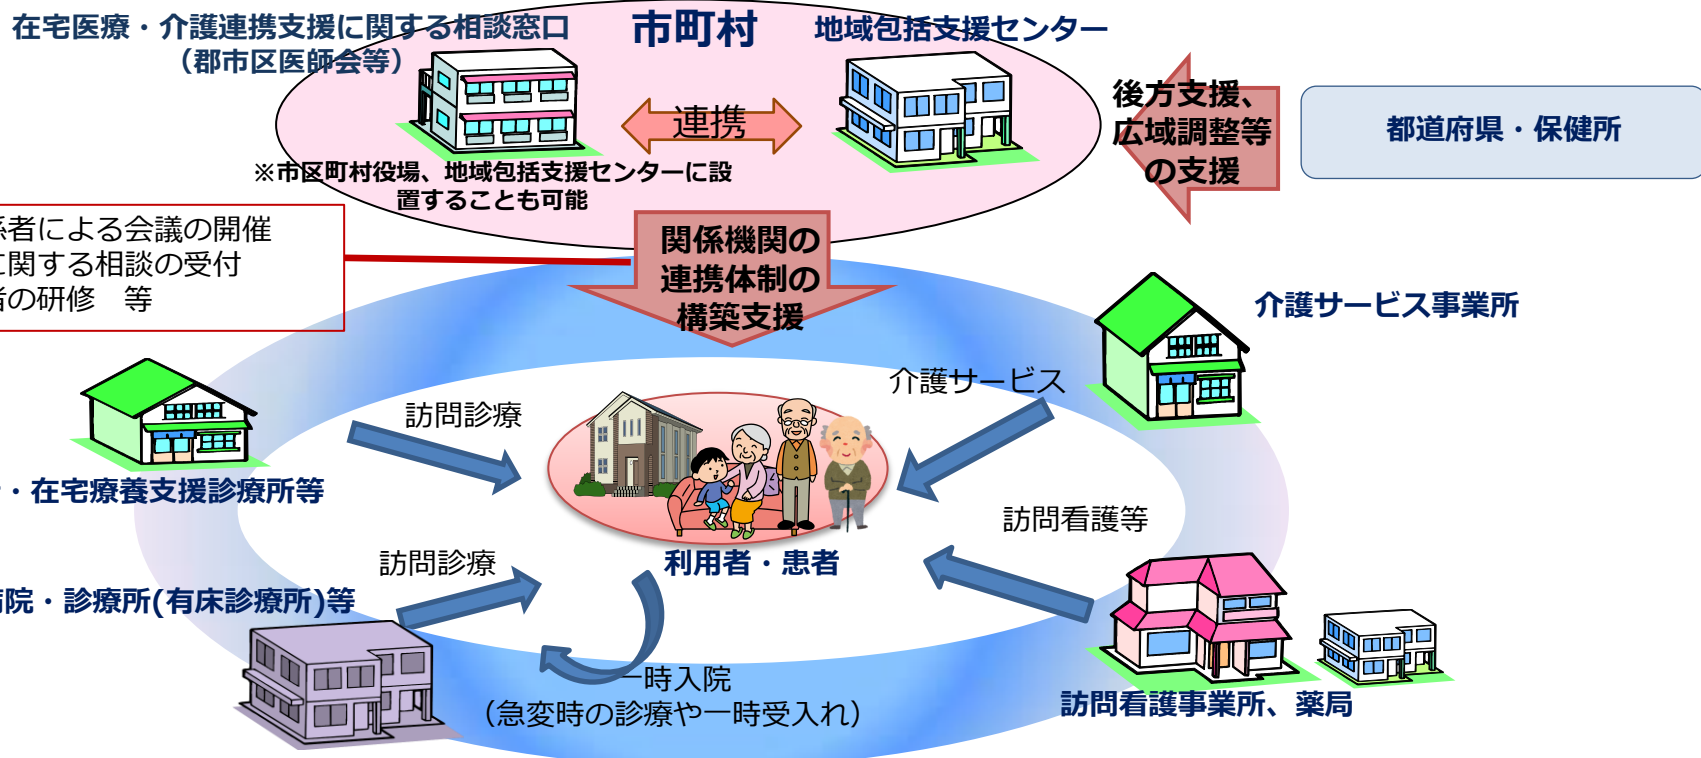 在宅医療・介護連携支援に関する相談窓口
（郡市区医師会等）
市町村
地域包括支援センター
連携
※市区町村役場、地域包括支援センターに設
置することも可能
後方支援、
広域調整等
の支援
都道府県・保健所
係者による会議の開催
に関する相談の受付
者の研修　等
関係機関の
連携体制の
構築支援
介護サービス事業所
介護サービス
訪問診療
・在宅療養支援診療所等
利用者・患者
訪問看護等
訪問診療
院・診療所(有床診療所)等
一時入院
（急変時の診療や一時受入れ）
訪問看護事業所、薬局